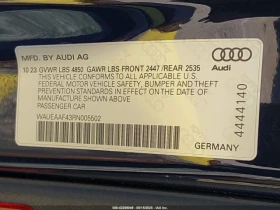 MFD. BY AUDI AG
10 23 GVWR LBS 4850 GAWR LBS FRONT 2447 /REAR 2535
THIS VEHICLE CONFORMS TO ALL APPLICABLE
FEDERAL MOTOR VEHICLE SAFETY, BUMPER AND THEFT
PREVENTION STANDARDS IN EFFECT ON THE
DATE OF MANUFACTURE SHOWN ABOVE
PASSENGER CAR
WAUEAAF43RN005502
GERMANY
Audi
4444140